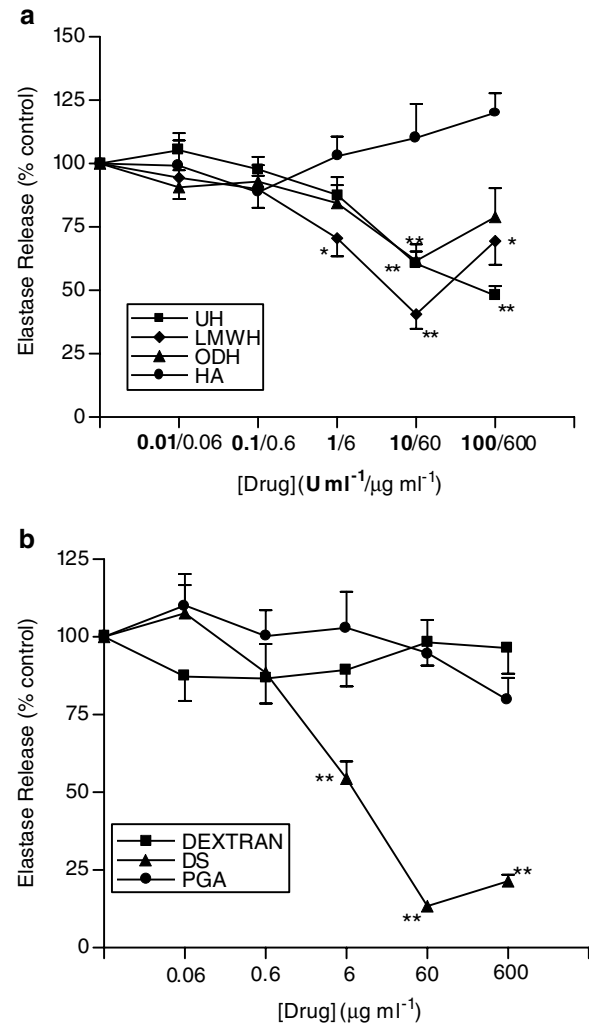 a
150
125
100
75
50
25
0
Elastase Release (% control)
*
**
**
**
*
**
UH
LMWH
ODH
HA
0.01/0.06 0.1/0.6 1/6 10/60 100/600
[Drug](U ml-1/µg ml-1)
b
125
100
75
50
25
0
Elastase Release (% control)
**
**
**
DEXTRAN
DS
PGA
0.06 0.6 6 60 600
[Drug] (µg ml-1)